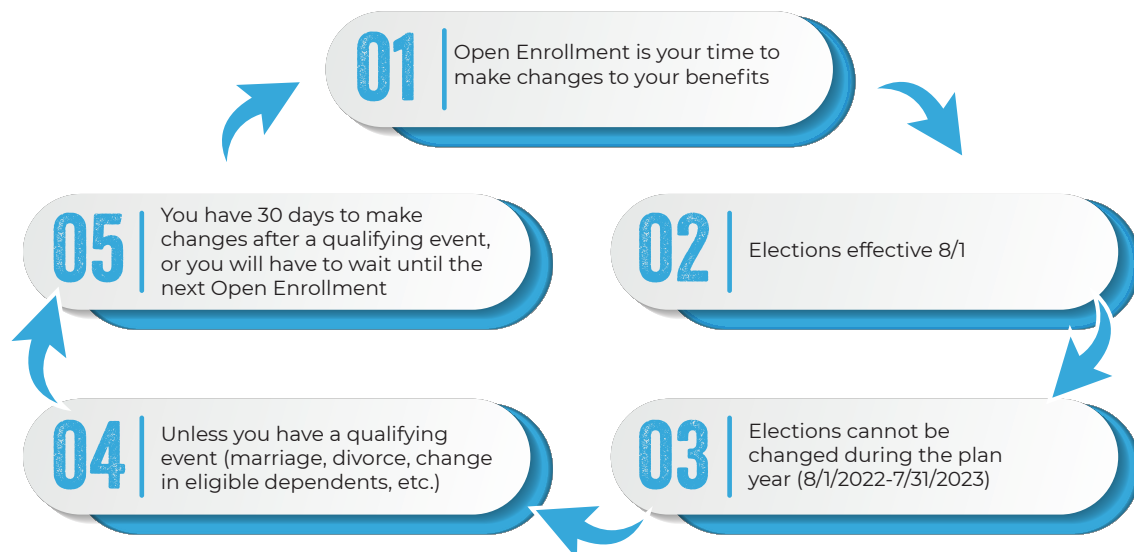 01
Open Enrollment is your time to
make changes to your benefits
02
Elections effective 8/1
03
Elections cannot be
changed during the plan
year (8/1/2022-7/31/2023)
04
Unless you have a qualifying
event (marriage, divorce, change
in eligible dependents, etc.)
05
You have 30 days to make
changes after a qualifying event,
or you will have to wait until the
next Open Enrollment